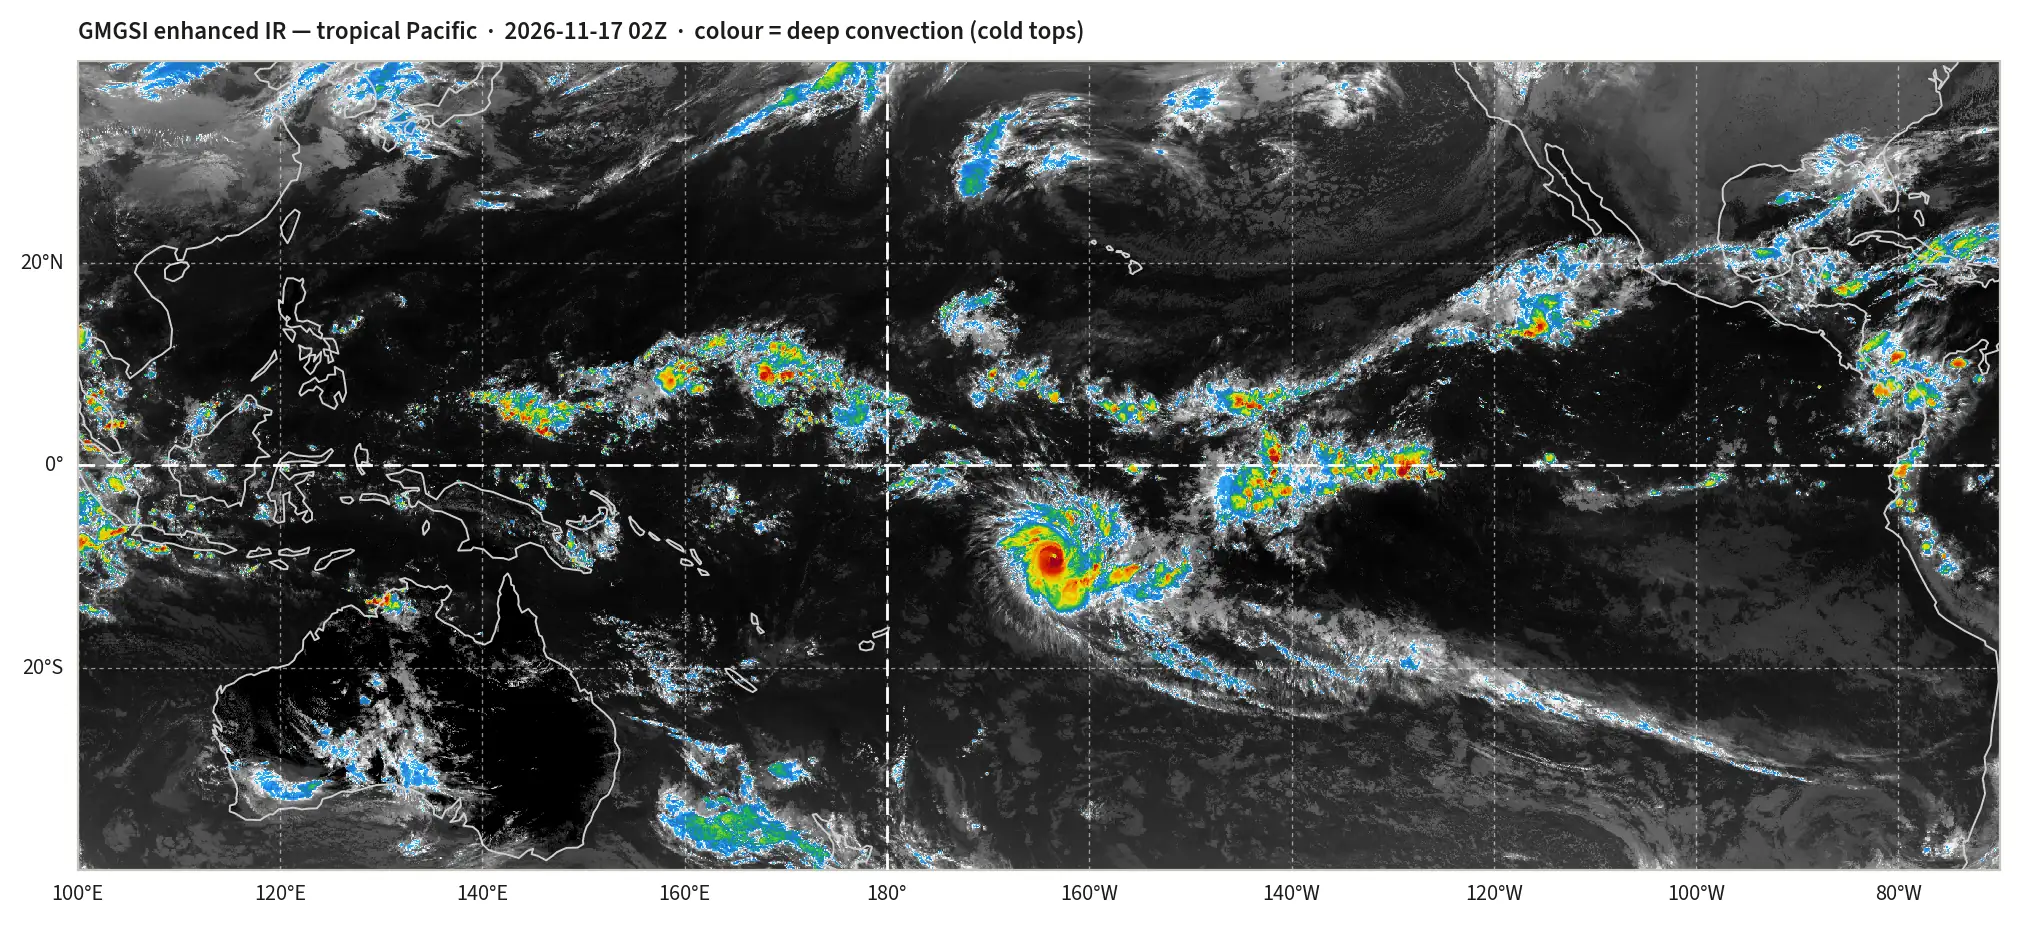 GMGSI enhanced IR — tropical Pacific · 2026-11-17 02Z · colour = deep convection (cold tops)
20°N
0°
20°S
100°E 120°E 140°E 160°E 180° 160°W 140°W 120°W 100°W 80°W